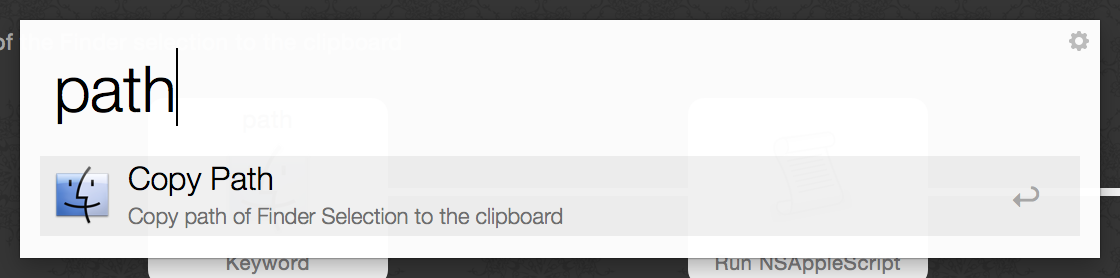 of the Finder selection to the clipboard
path
path
Copy Path
Copy path of Finder Selection to the clipboard
Keyword
Run NSAppleScript